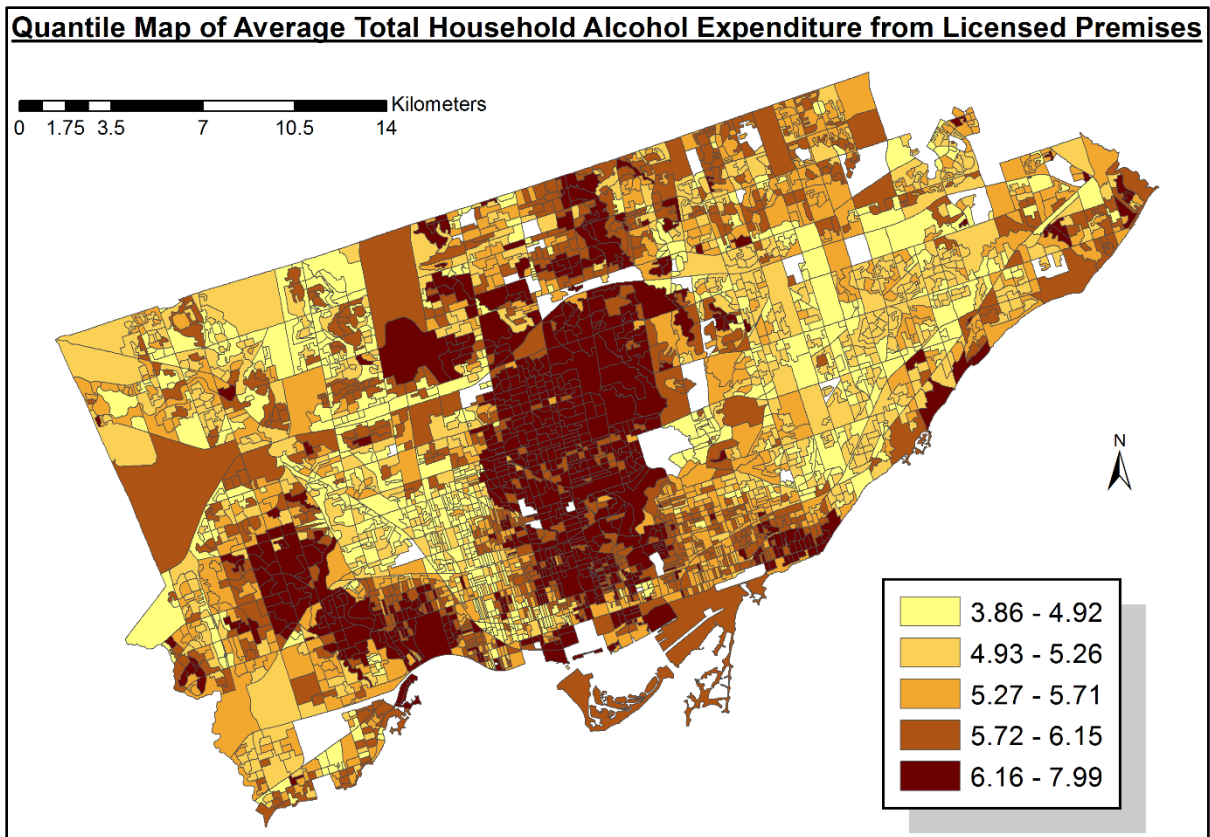 Quantile Map of Average Total Household Alcohol Expenditure from Licensed Premises
Kilometers
0 1.75 3.5 7 10.5 14
N
3.86 - 4.92
4.93 - 5.26
5.27 - 5.71
5.72 - 6.15
6.16 - 7.99